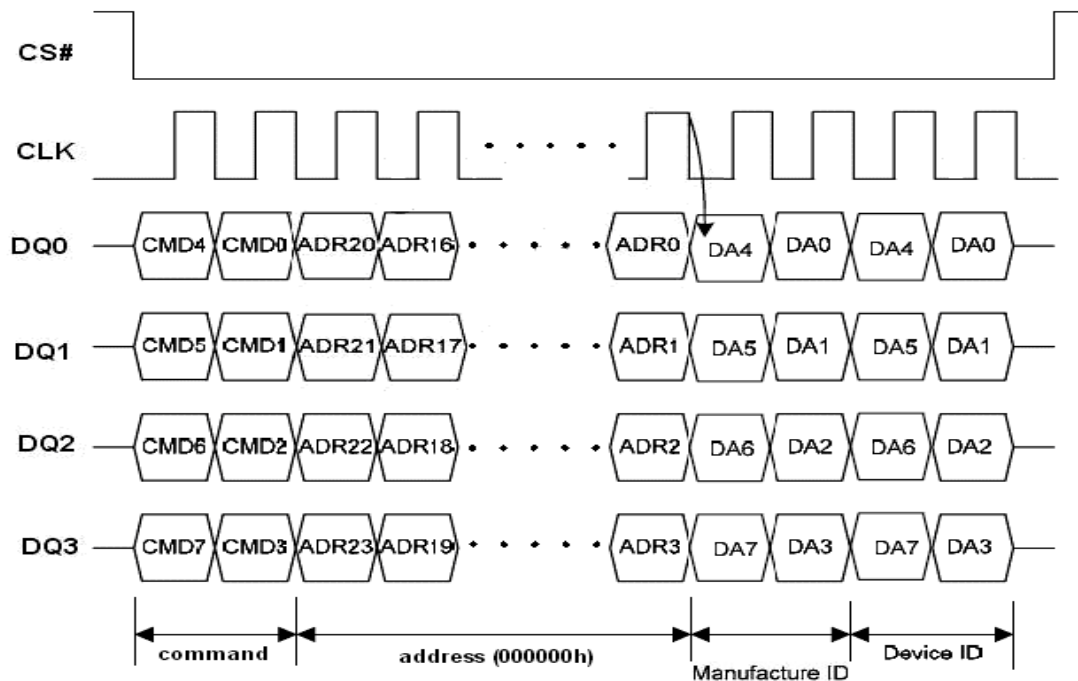 CS#
CLK
DQ0 CMD4 CMD0 ADR20 ADR16 ADR0 DA4 DA0 DA4 DA0
DQ1 CMD5 CMD1 ADR21 ADR17 ADR1 DA5 DA1 DA5 DA1
DQ2 CMD6 CMD2 ADR22 ADR18 ADR2 DA6 DA2 DA6 DA2
DQ3 CMD7 CMD3 ADR23 ADR19 ADR3 DA7 DA3 DA7 DA3
command address (000000h) Manufacture ID Device ID